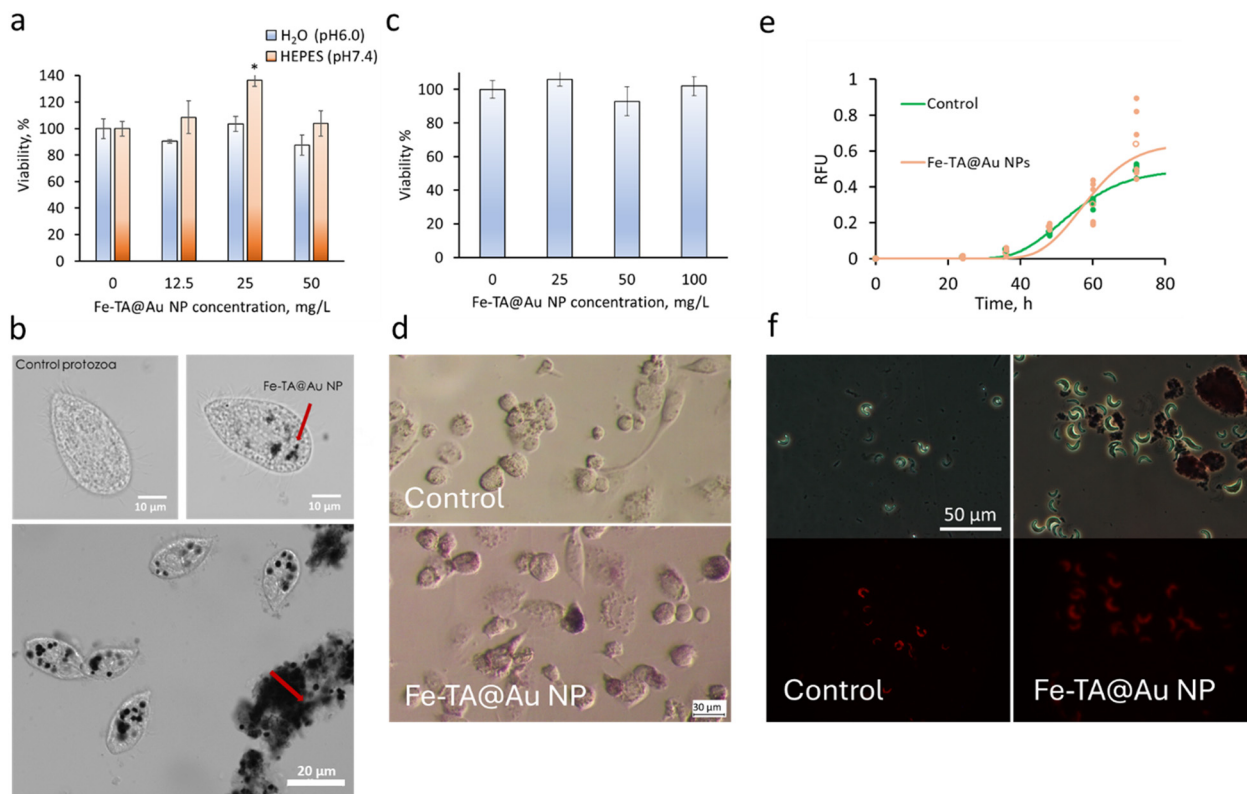 a
H₂O (pH6.0)
HEPES (pH7.4)
*
140
120
100
80
60
40
20
0
Viability, %
0 12.5 25 50
Fe-TA@Au NP concentration, mg/L
b
Control protozoa
10 μm
Fe-TA@Au NP
10 μm
20 μm
c
100
80
60
40
20
0
Viability %
0 25 50 100
Fe-TA@Au NP concentration, mg/L
d
Control
Fe-TA@Au NP
30 μm
e
1
0.8
0.6
0.4
0.2
0
RFU
Control
Fe-TA@Au NPs
0 20 40 60 80
Time, h
f
50 μm
Control
Fe-TA@Au NP